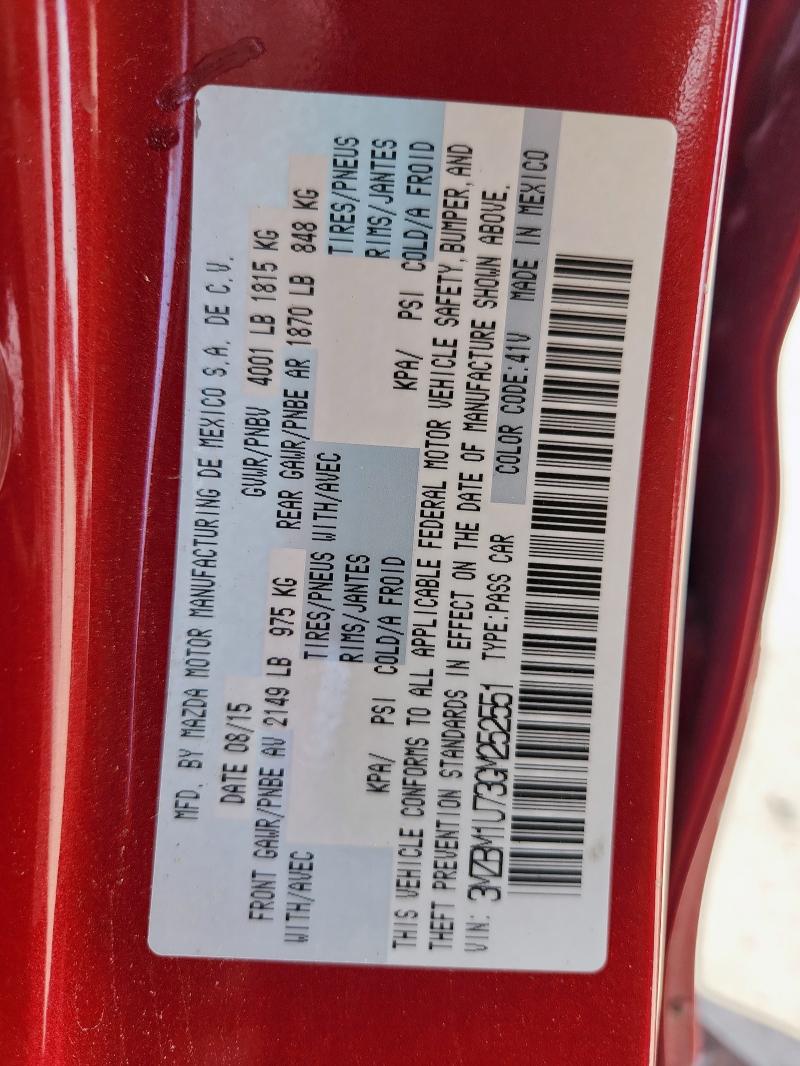 MFD. BY MAZDA MOTOR MANUFACTURING DE MEXICO S.A. DE C.V.
DATE 08/15 GVWR/PNBV 4001 LB 1815 KG
FRONT GAWR/PNBE AV 2149 LB 975 KG REAR GAWR/PNBE AR 1870 LB 848 KG
WITH/AVEC TIRES/PNEUS WITH/AVEC TIRES/PNEUS
RIMS/JANTES RIMS/JANTES
KPA/ PSI COLD/A FROID KPA/ PSI COLD/A FROID
THIS VEHICLE CONFORMS TO ALL APPLICABLE FEDERAL MOTOR VEHICLE SAFETY, BUMPER, AND
THEFT PREVENTION STANDARDS IN EFFECT ON THE DATE OF MANUFACTURE SHOWN ABOVE.
VIN: 3MZBM1U73GM252551 TYPE:PASS CAR COLOR CODE:41V MADE IN MEXICO